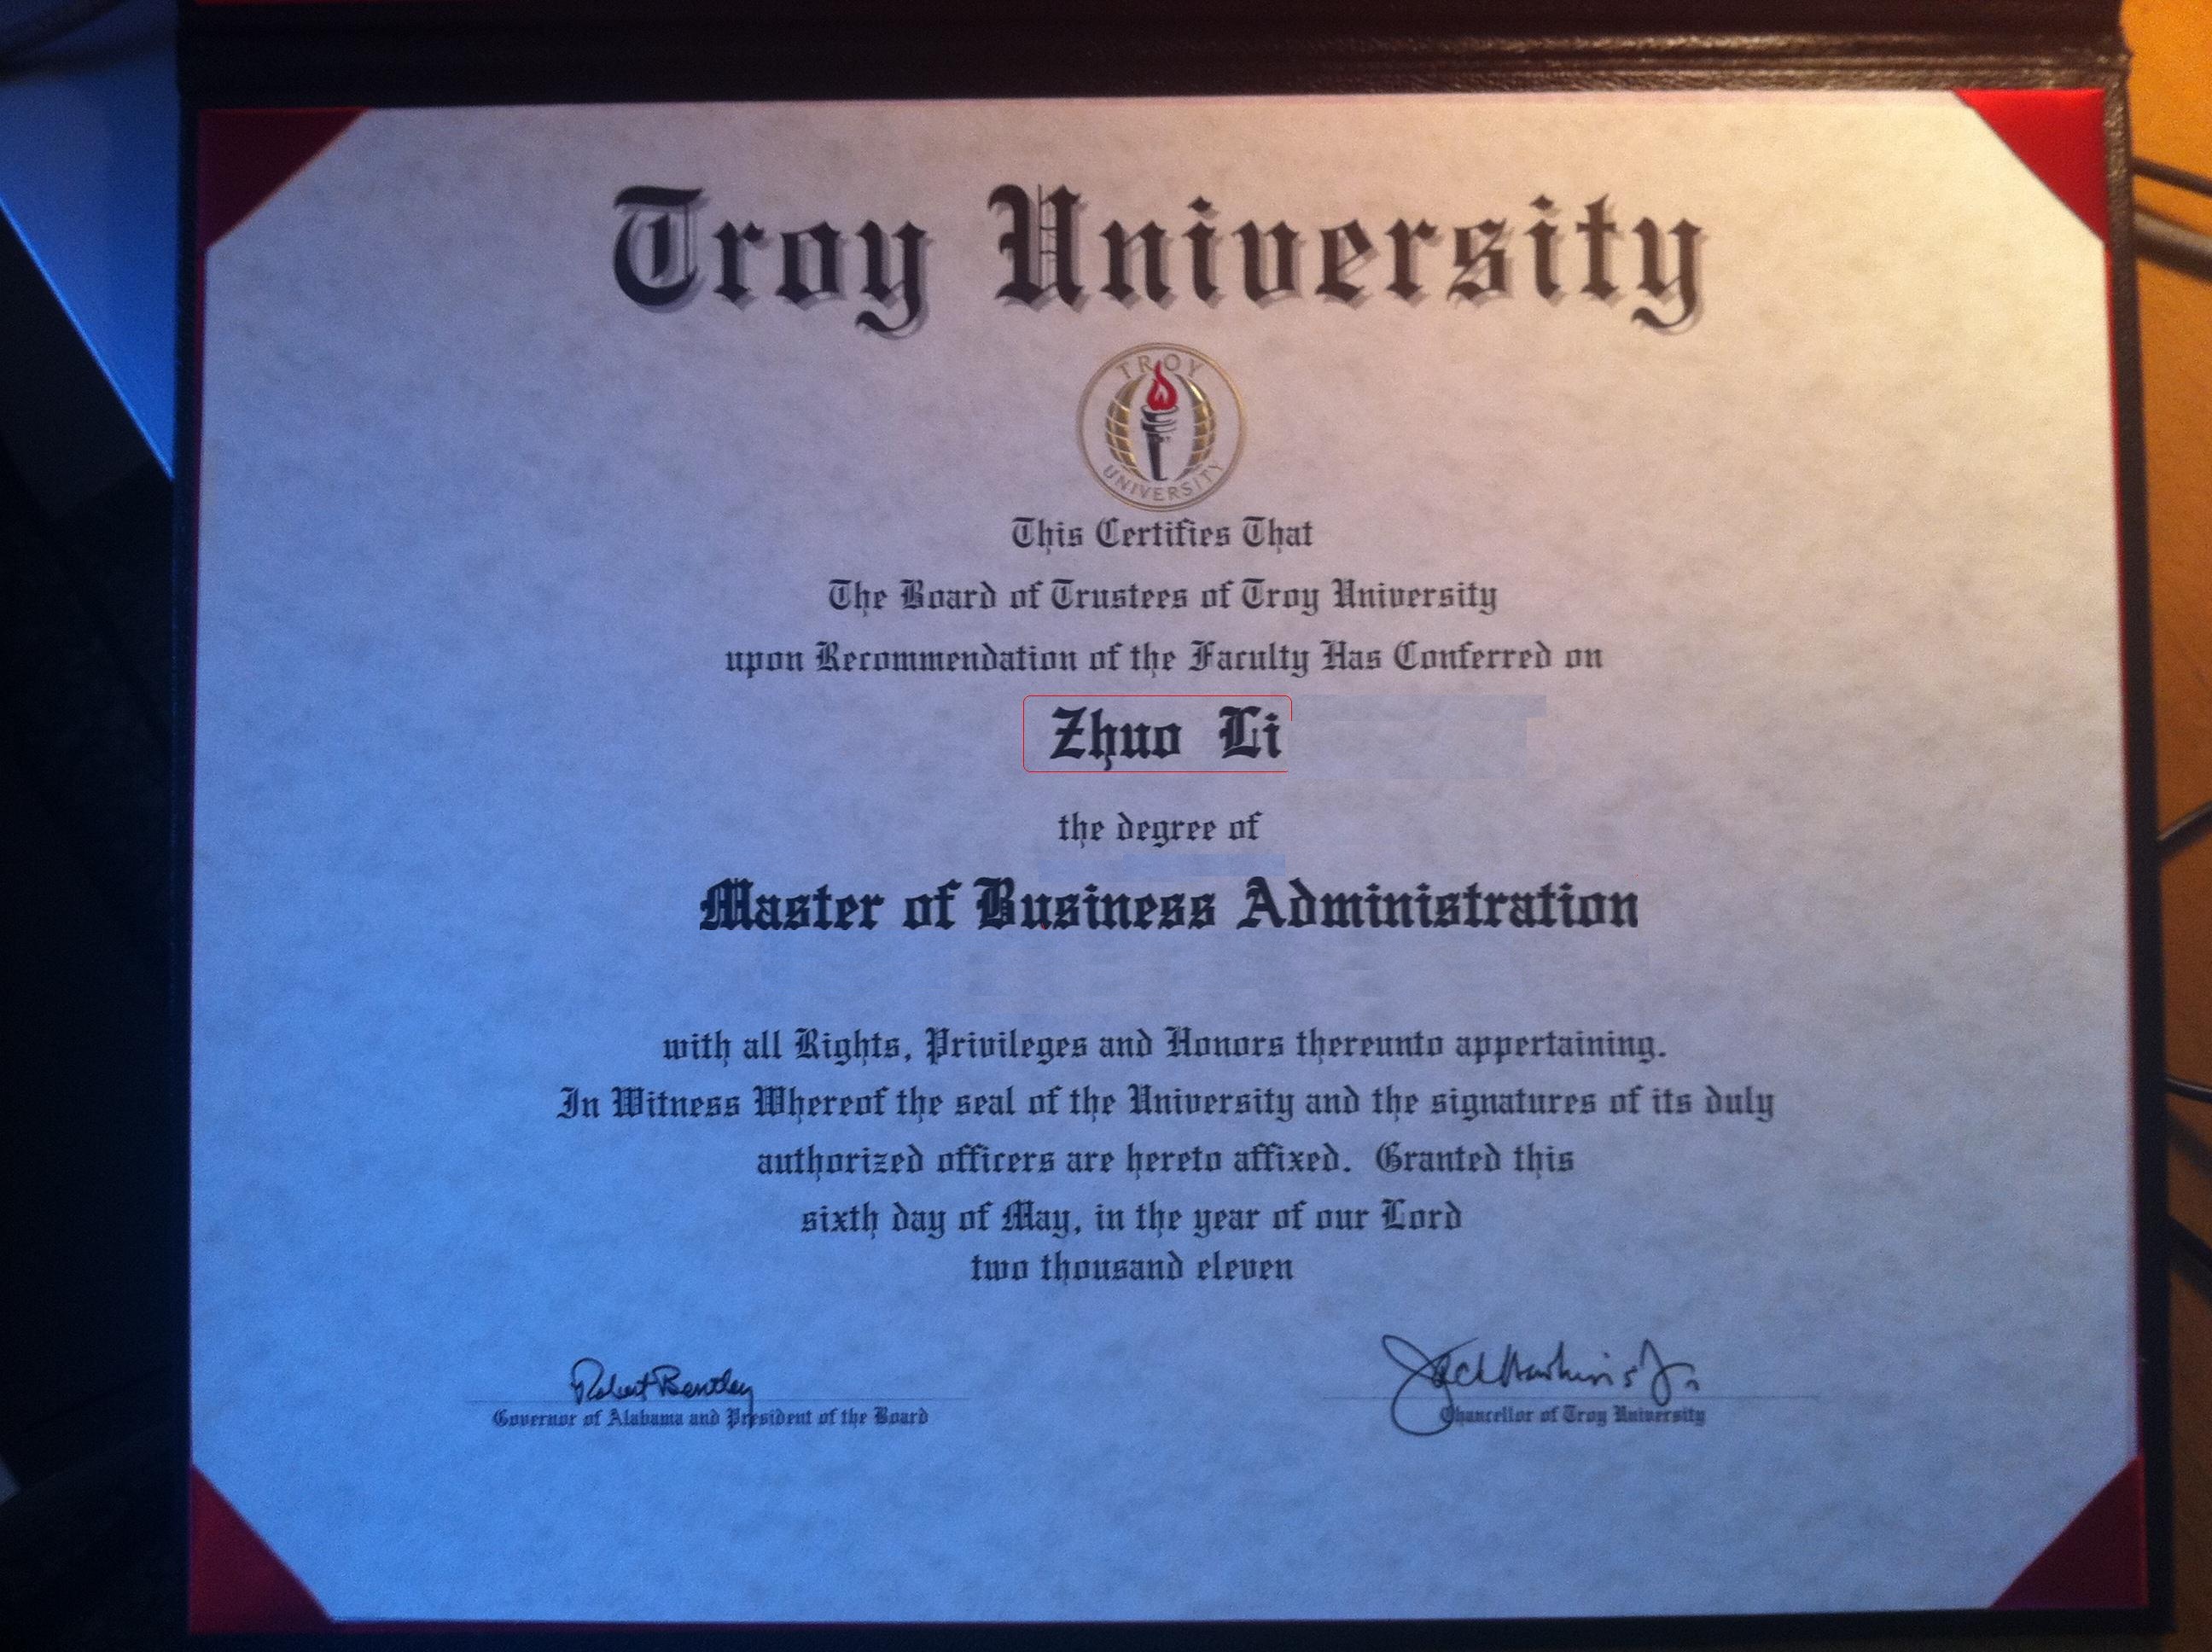 Troy University
TROY
UNIVERSITY
This Certifies That
The Board of Trustees of Troy University
upon Recommendation of the Faculty Has Conferred on
Zhuo Li
the degree of
Master of Business Administration
with all Rights, Privileges and Honors thereunto appertaining.
In Witness Whereof the seal of the University and the signatures of its duly
authorized officers are hereto affixed. Granted this
sixth day of May, in the year of our Lord
two thousand eleven
Robert Bentley
Governor of Alabama and President of the Board
Jack Hawkins Jr.
Chancellor of Troy University